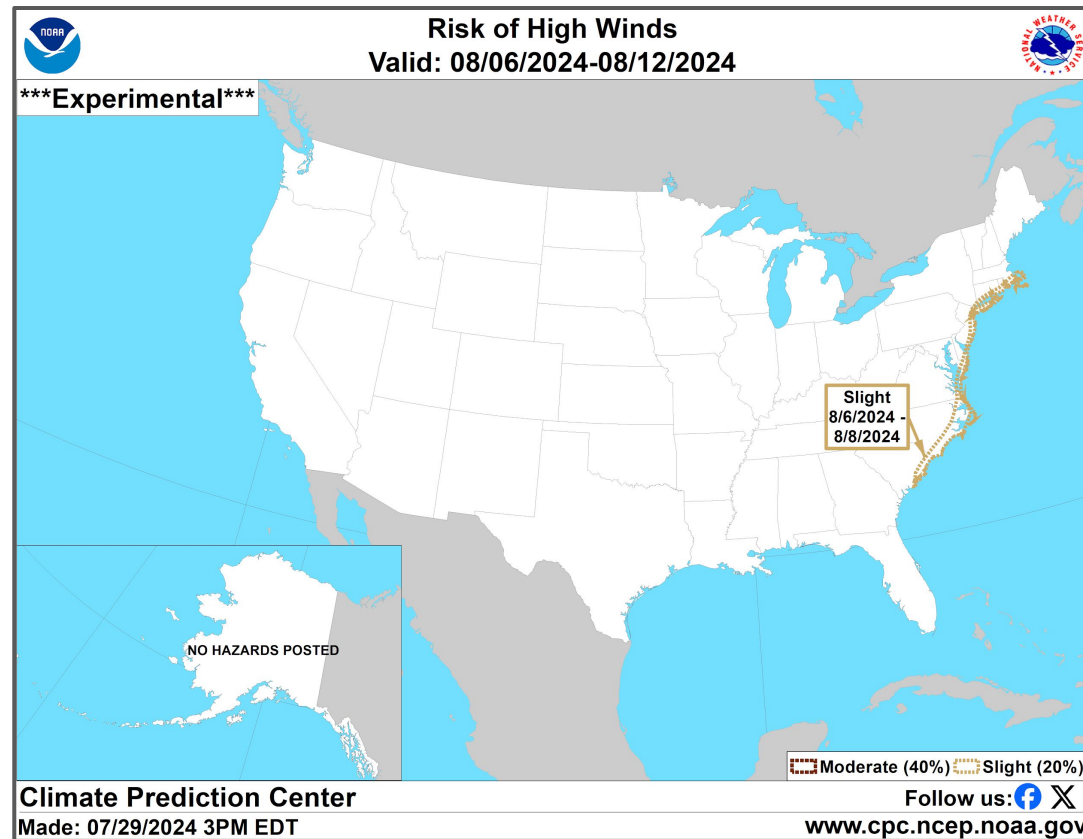 NOAA
Risk of High Winds
Valid: 08/06/2024-08/12/2024
NATIONAL WEATHER SERVICE
***Experimental***
Slight
8/6/2024 -
8/8/2024
NO HAZARDS POSTED
Moderate (40%) Slight (20%)
Climate Prediction Center
Follow us:
Made: 07/29/2024 3PM EDT
www.cpc.ncep.noaa.gov